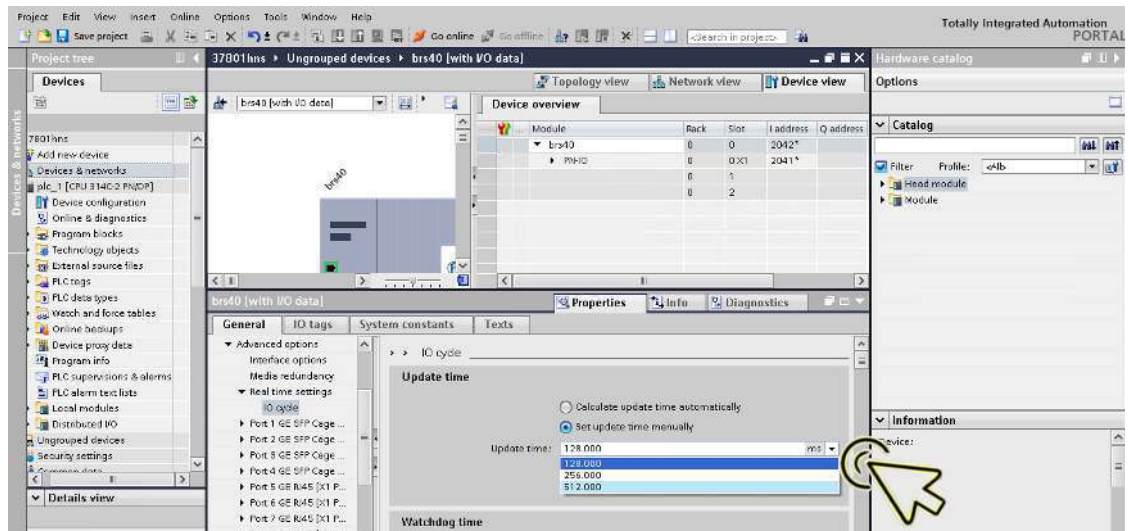 Project Edit View Insert Online Options Tools Window Help
Totally Integrated Automation
PORTAL
Save project
Go online
Go offline
<Search in project>
Project tree
37801hns ▸ Ungrouped devices ▸ brs40 [with I/O data]
Hardware catalog
Devices
Topology view
Network view
Device view
Options
Devices & networks
brs40 [with I/O data]
Device overview
Module Rack Slot I address Q address
brs40 0 0 2042*
PN-IO 0 0 X1 2041*
0 1
0 2
brs40
Catalog
Filter
Profile:
<All>
Head module
Module
7801hns
Add new device
Devices & networks
plc_1 [CPU 314C-2 PN/DP]
Device configuration
Online & diagnostics
Program blocks
Technology objects
External source files
PLC tags
PLC data types
Watch and force tables
Online backups
Device proxy data
Program info
PLC supervisions & alarms
PLC alarm text lists
Local modules
Distributed I/O
Ungrouped devices
Security settings
Common data
Details view
brs40 [with I/O data]
Properties
Info
Diagnostics
General
IO tags
System constants
Texts
Advanced options
Interface options
Media redundancy
Real time settings
IO cycle
Port 1 GE SFP Cage ...
Port 2 GE SFP Cage ...
Port 3 GE SFP Cage ...
Port 4 GE SFP Cage ...
Port 5 GE RJ45 [X1 P...
Port 6 GE RJ45 [X1 P...
Port 7 GE RJ45 [X1 P...
> > IO cycle
Update time
Calculate update time automatically
Set update time manually
Update time: 128.000 ms
128.000
256.000
512.000
Watchdog time
Information
Device: